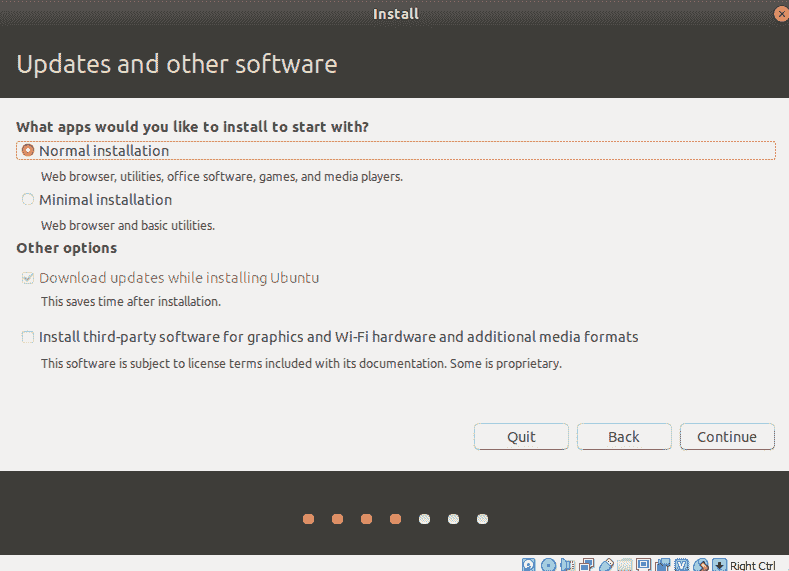 Install
Updates and other software
What apps would you like to install to start with?
Normal installation
Web browser, utilities, office software, games, and media players.
Minimal installation
Web browser and basic utilities.
Other options
Download updates while installing Ubuntu
This saves time after installation.
Install third-party software for graphics and Wi-Fi hardware and additional media formats
This software is subject to license terms included with its documentation. Some is proprietary.
Quit Back Continue
Right Ctrl